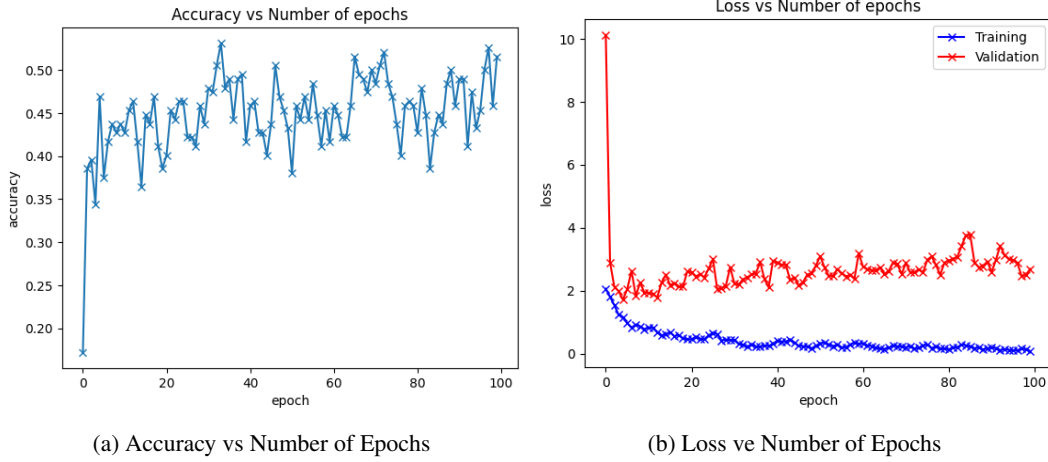 Accuracy vs Number of epochs
0.50
0.45
0.40
0.35
0.30
0.25
0.20
accuracy
0 20 40 60 80 100
epoch
(a) Accuracy vs Number of Epochs
Loss vs Number of epochs
Training
Validation
10
8
6
4
2
0
loss
0 20 40 60 80 100
epoch
(b) Loss ve Number of Epochs